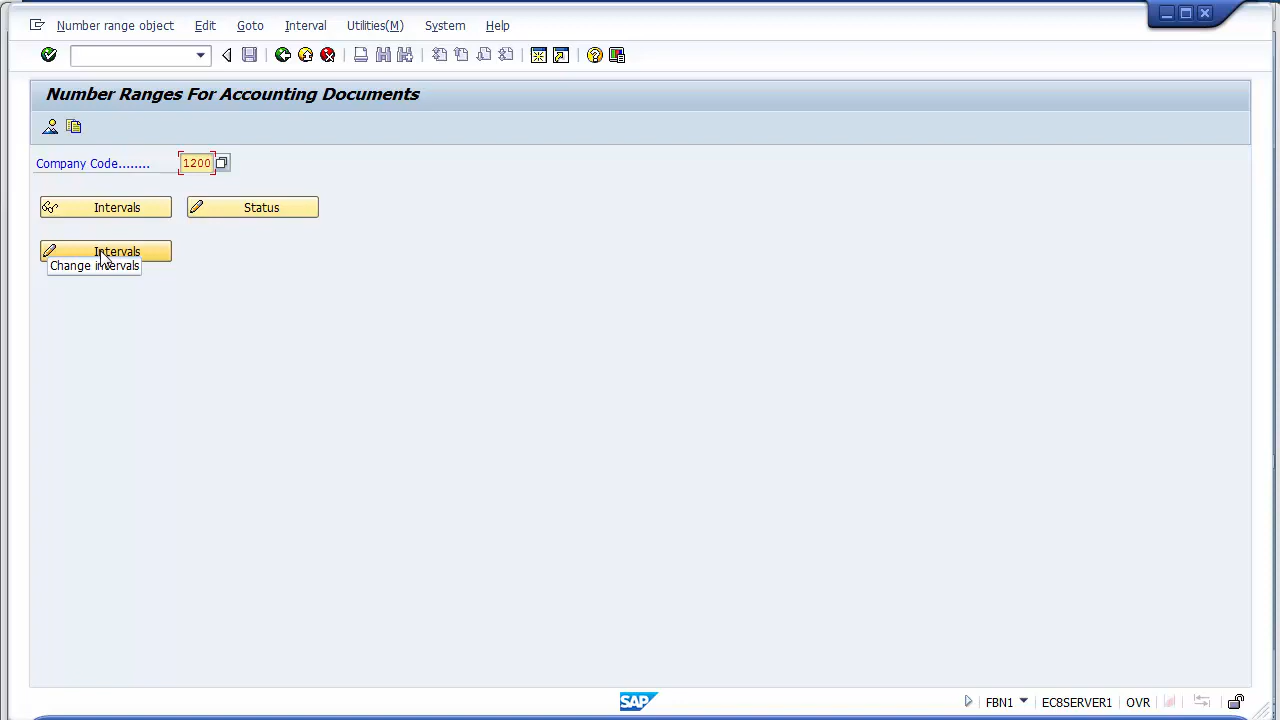 Number range object Edit Goto Interval Utilities(M) System Help
Number Ranges For Accounting Documents
Company Code........ 1200
Intervals Status
Intervals
Change intervals
SAP FBN1 EC8SERVER1 OVR